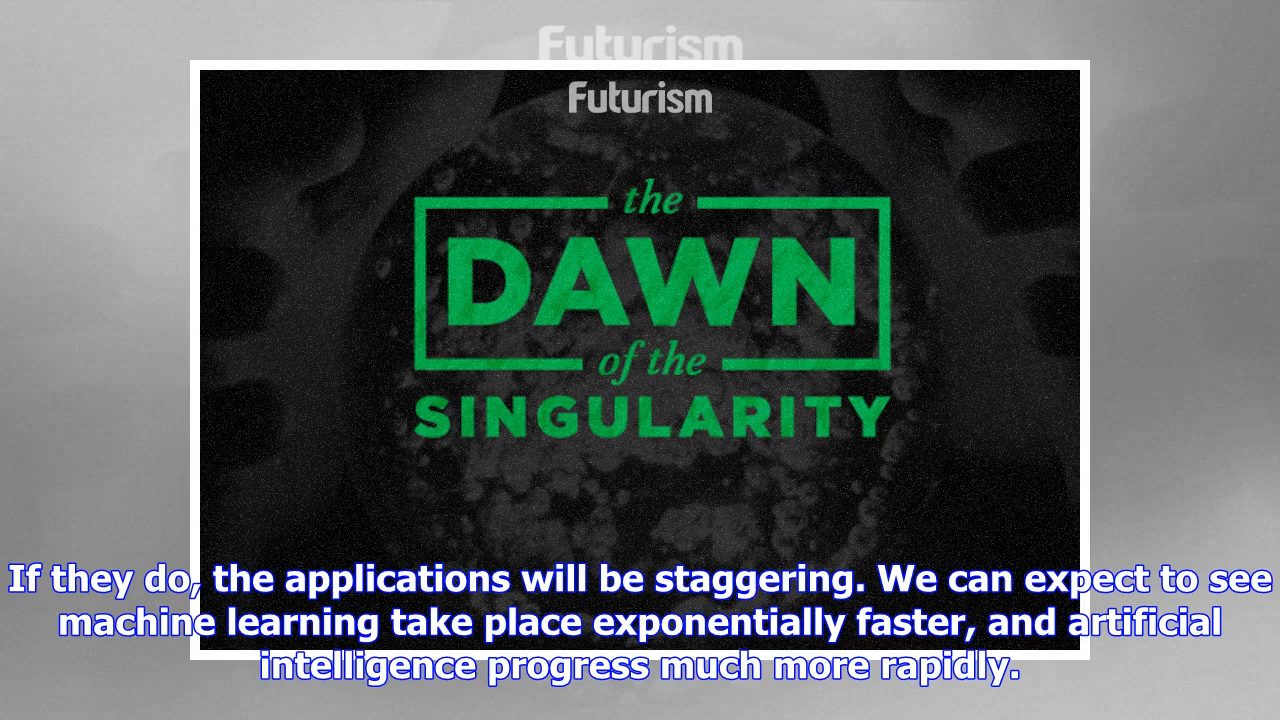 Futurism
Futurism
the
DAWN
of the
SINGULARITY
If they do, the applications will be staggering. We can expect to see
machine learning take place exponentially faster, and artificial
intelligence progress much more rapidly.